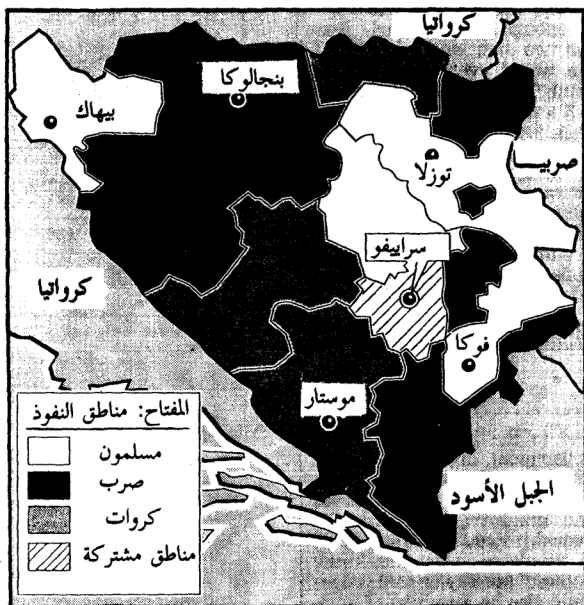 كرواتيا
بنجالوكا
بيهاك
توزلا
صربيا
سراييفو
كرواتيا
فوكا
موستار
الجبل الأسود
المفتاح: مناطق النفوذ
مسلمون
صرب
كروات
مناطق مشتركة